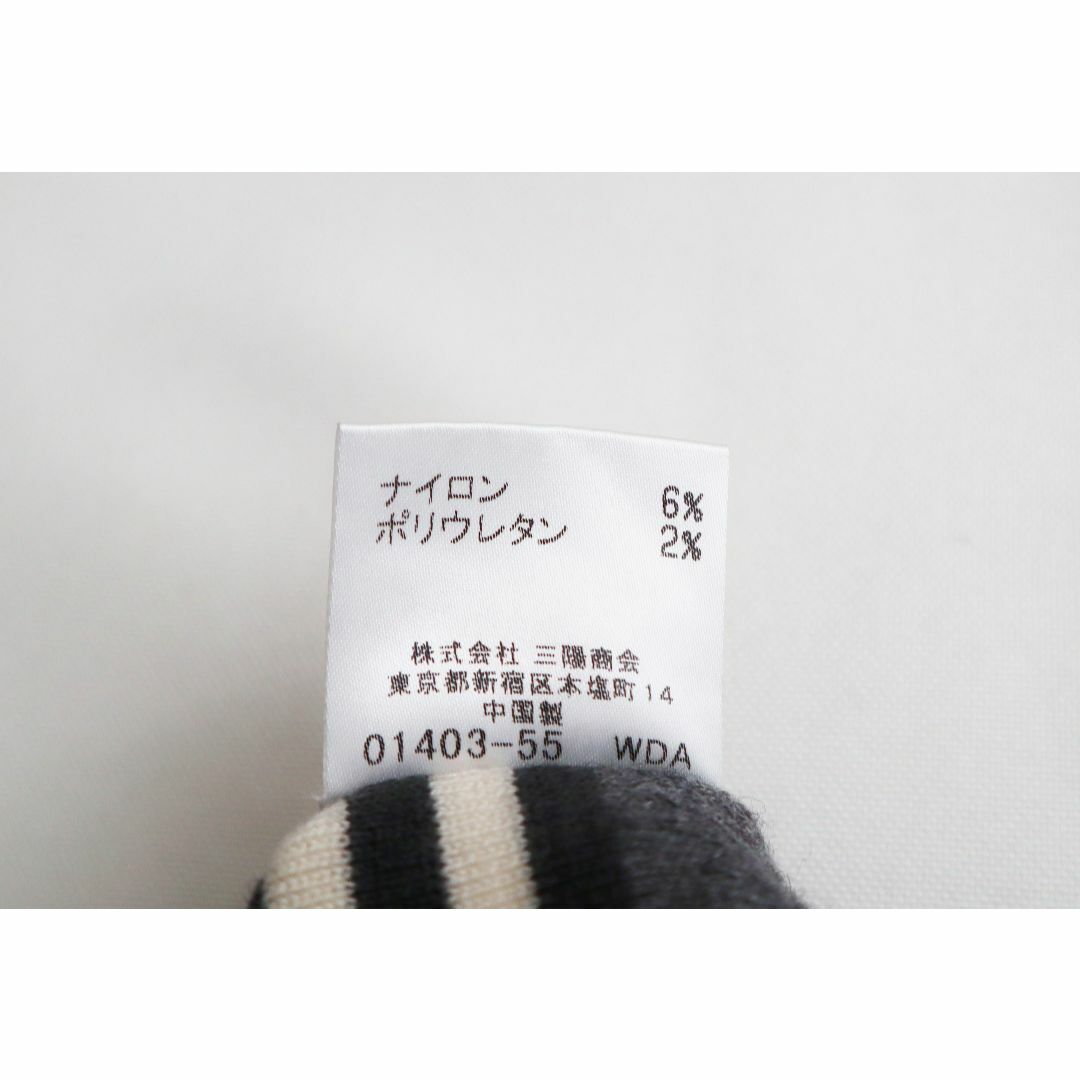 ナイロン 6%
ポリウレタン 2%
株式会社 三陽商会
東京都新宿区本塩町14
中国製
01403-55 WDA